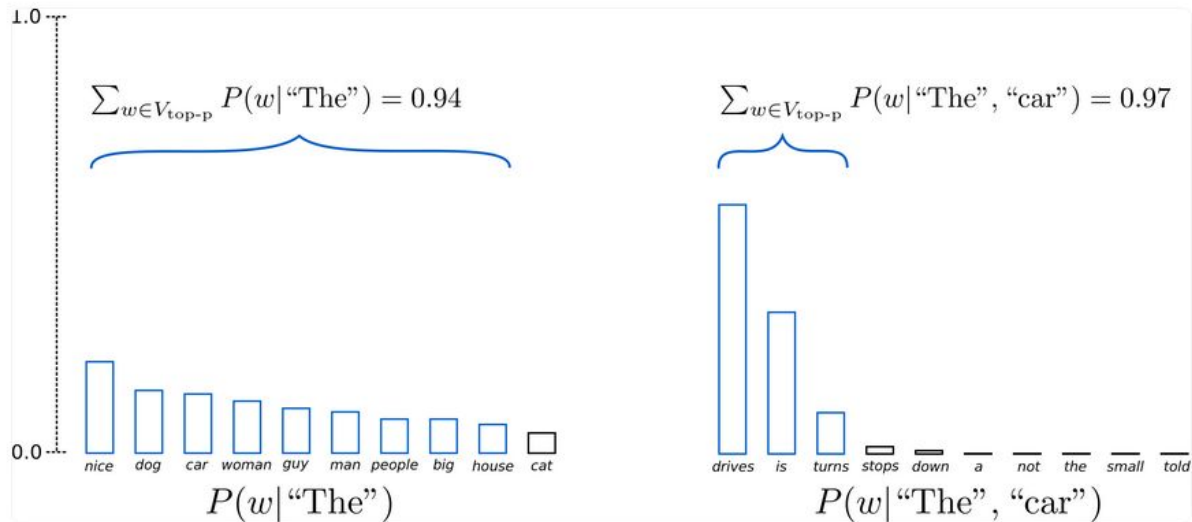 1.0
∑w∈Vtop-p P(w|“The”) = 0.94
∑w∈Vtop-p P(w|“The”, “car”) = 0.97
0.0
nice dog car woman guy man people big house cat
drives is turns stops down a not the small told
P(w|“The”)
P(w|“The”, “car”)